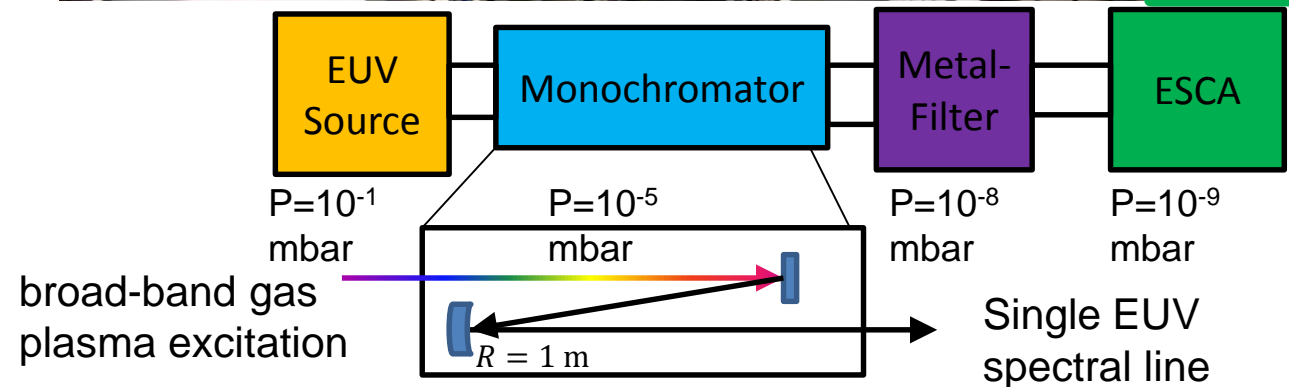 EUV
Source
Monochromator
Metal-
Filter
ESCA
P=10⁻¹
mbar
P=10⁻⁵
mbar
P=10⁻⁸
mbar
P=10⁻⁹
mbar
broad-band gas
plasma excitation
R = 1 m
Single EUV
spectral line